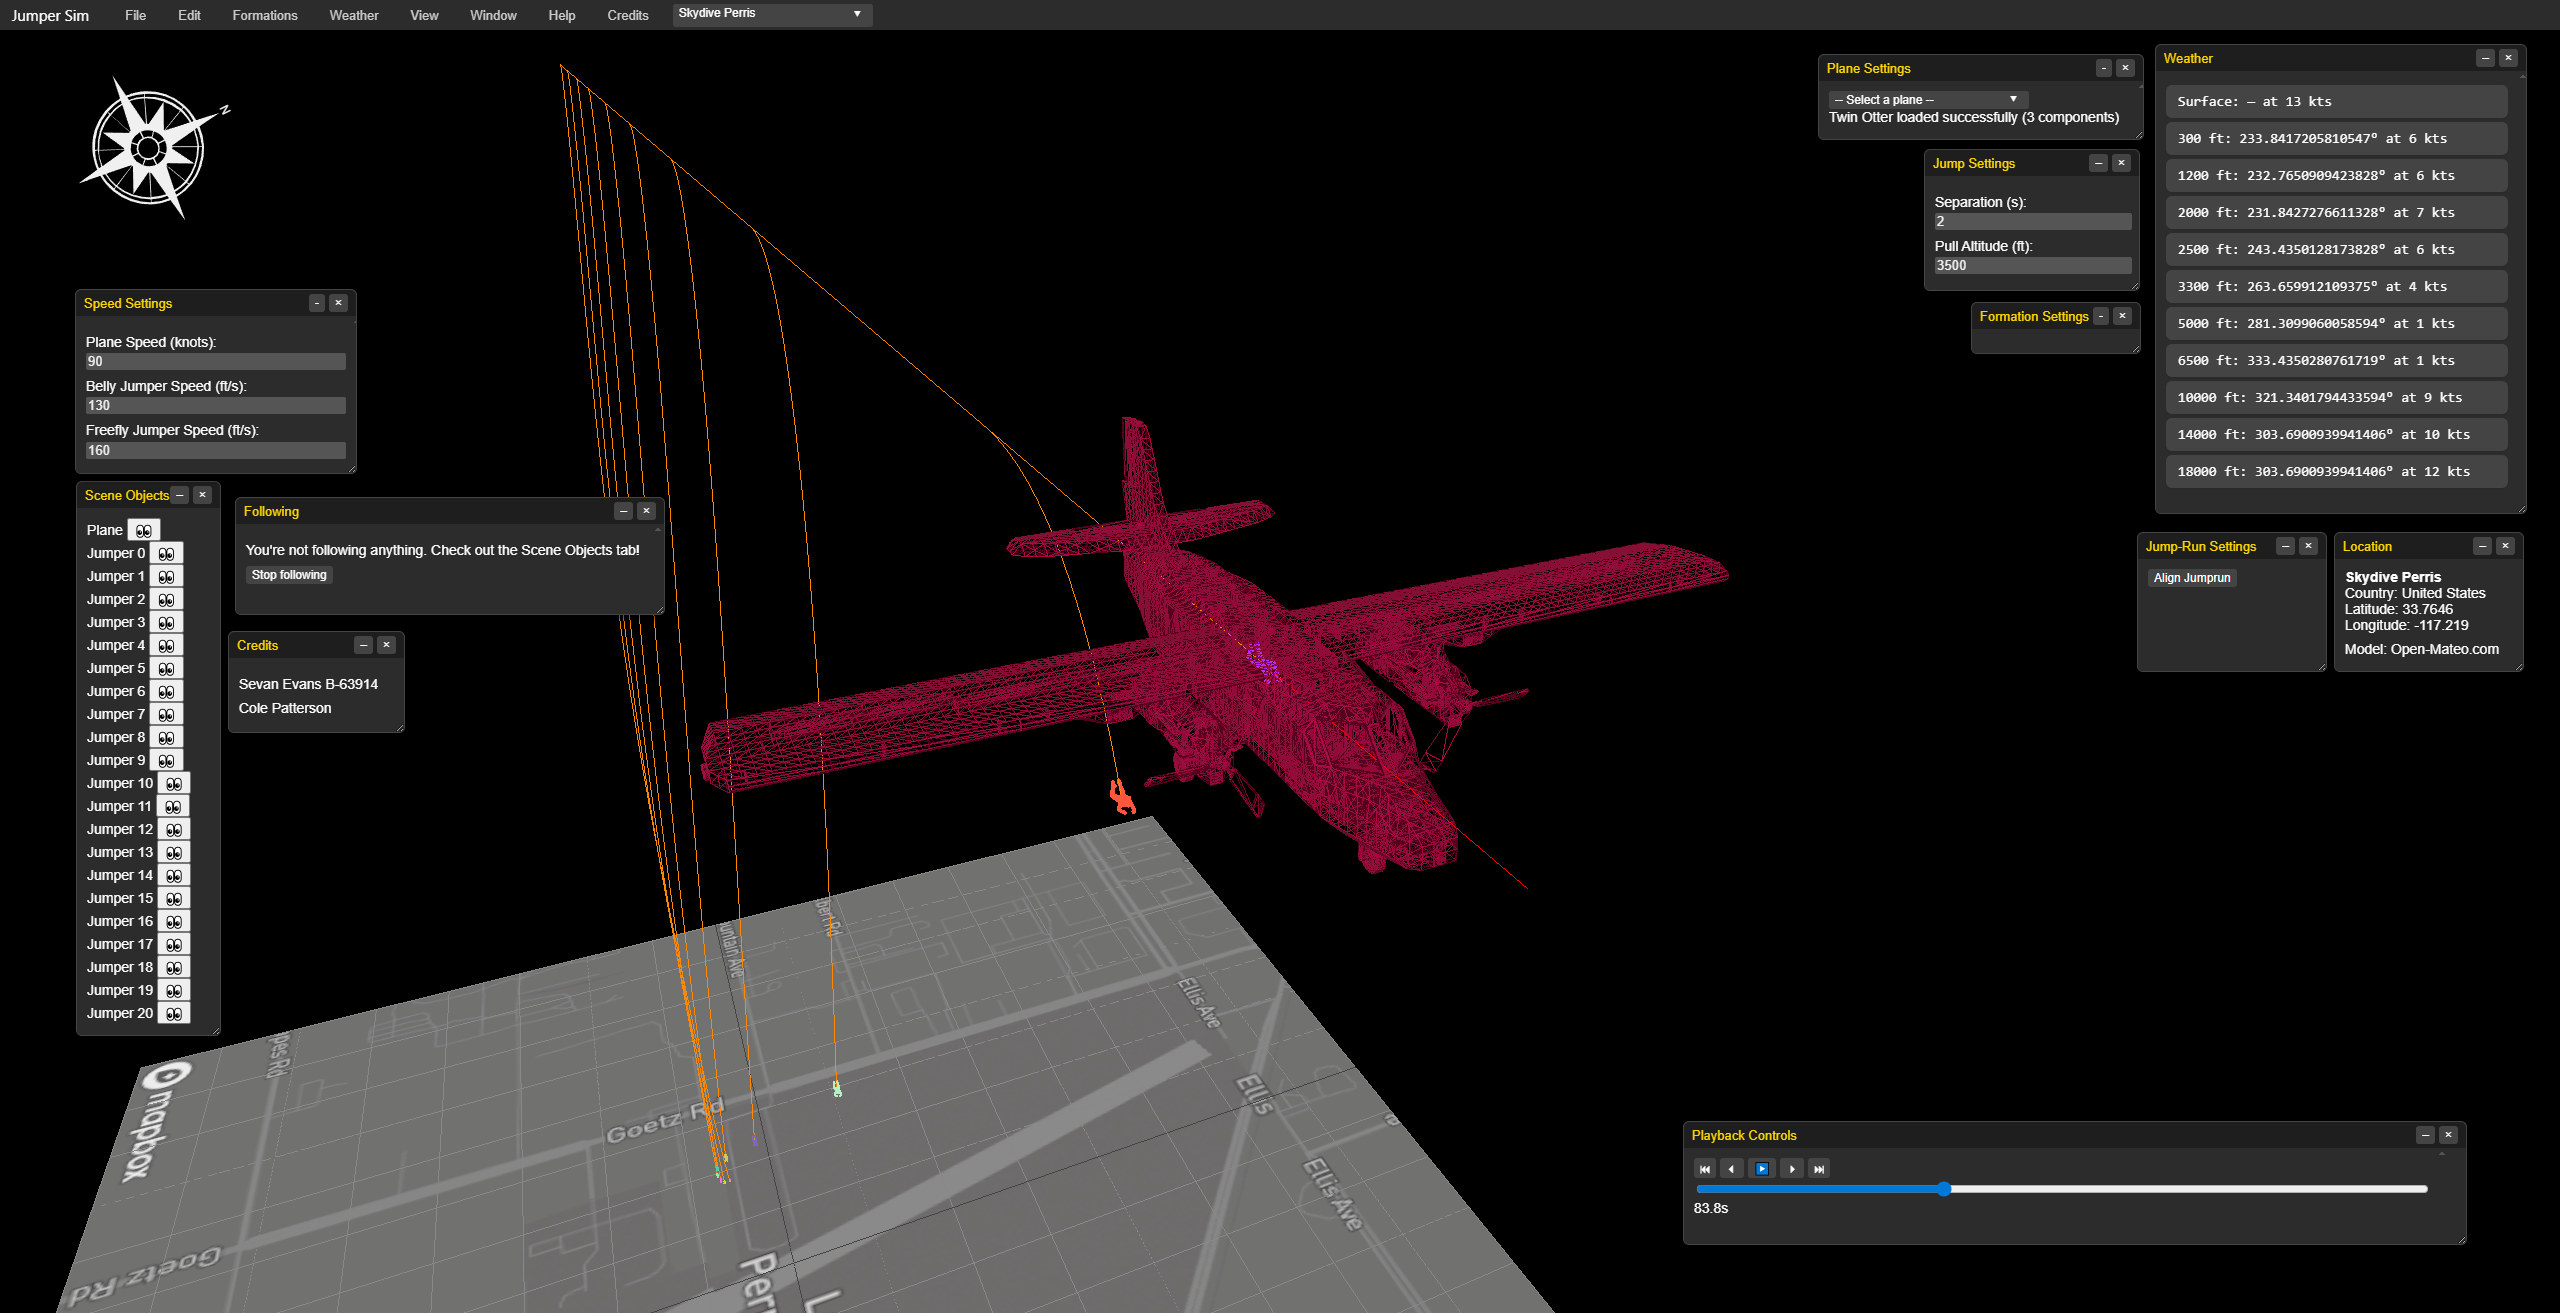 Jumper Sim File Edit Formations Weather View Window Help Credits Skydive Perris
N
Speed Settings
Plane Speed (knots):
90
Belly Jumper Speed (ft/s):
130
Freefly Jumper Speed (ft/s):
160
Scene Objects
Plane
Jumper 0
Jumper 1
Jumper 2
Jumper 3
Jumper 4
Jumper 5
Jumper 6
Jumper 7
Jumper 8
Jumper 9
Jumper 10
Jumper 11
Jumper 12
Jumper 13
Jumper 14
Jumper 15
Jumper 16
Jumper 17
Jumper 18
Jumper 19
Jumper 20
Following
You're not following anything. Check out the Scene Objects tab!
Stop following
Credits
Sevan Evans B-63914
Cole Patterson
Plane Settings
-- Select a plane --
Twin Otter loaded successfully (3 components)
Jump Settings
Separation (s):
2
Pull Altitude (ft):
3500
Formation Settings
Weather
Surface: — at 13 kts
300 ft: 233.8417205810547° at 6 kts
1200 ft: 232.7650909423828° at 6 kts
2000 ft: 231.8427276611328° at 7 kts
2500 ft: 243.4350128173828° at 6 kts
3300 ft: 263.659912109375° at 4 kts
5000 ft: 281.3099060058594° at 1 kts
6500 ft: 333.4350280761719° at 1 kts
10000 ft: 321.3401794433594° at 9 kts
14000 ft: 303.6900939941406° at 10 kts
18000 ft: 303.6900939941406° at 12 kts
Jump-Run Settings
Align Jumprun
Location
Skydive Perris
Country: United States
Latitude: 33.7646
Longitude: -117.219
Model: Open-Mateo.com
Playback Controls
83.8s
mapbox
Goetz Rd
Goetz Rd
Ellis Ave
Ellis
Ellis Ave
untain Ave
Perr